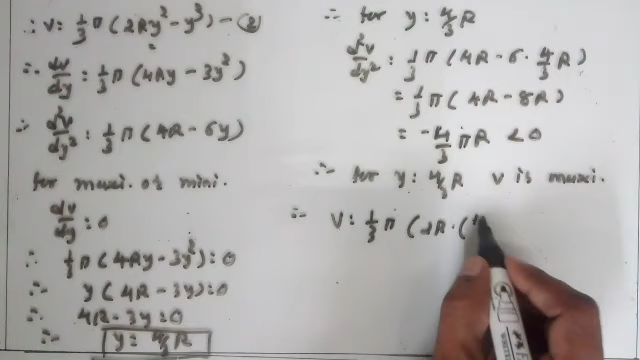 ∴ V: 1/3 π (2Ry² - y³) - ②
∴ dv/dy : 1/3 π (4Ry - 3y²)
∴ d²v/dy² : 1/3 π (4R - 6y)
for maxi. or mini.
dv/dy : 0
∴ 1/3 π (4Ry - 3y²) : 0
∴ y (4R - 3y) : 0
∴ 4R - 3y : 0
∴ y : 4/3 R
∴ for y : 4/3 R
d²v/dy² : 1/3 π (4R - 6 · 4/3 R)
= 1/3 π (4R - 8R)
= -4/3 πR < 0
∴ for y : 4/3 R v is maxi.
∴ V : 1/3 π (2R · (